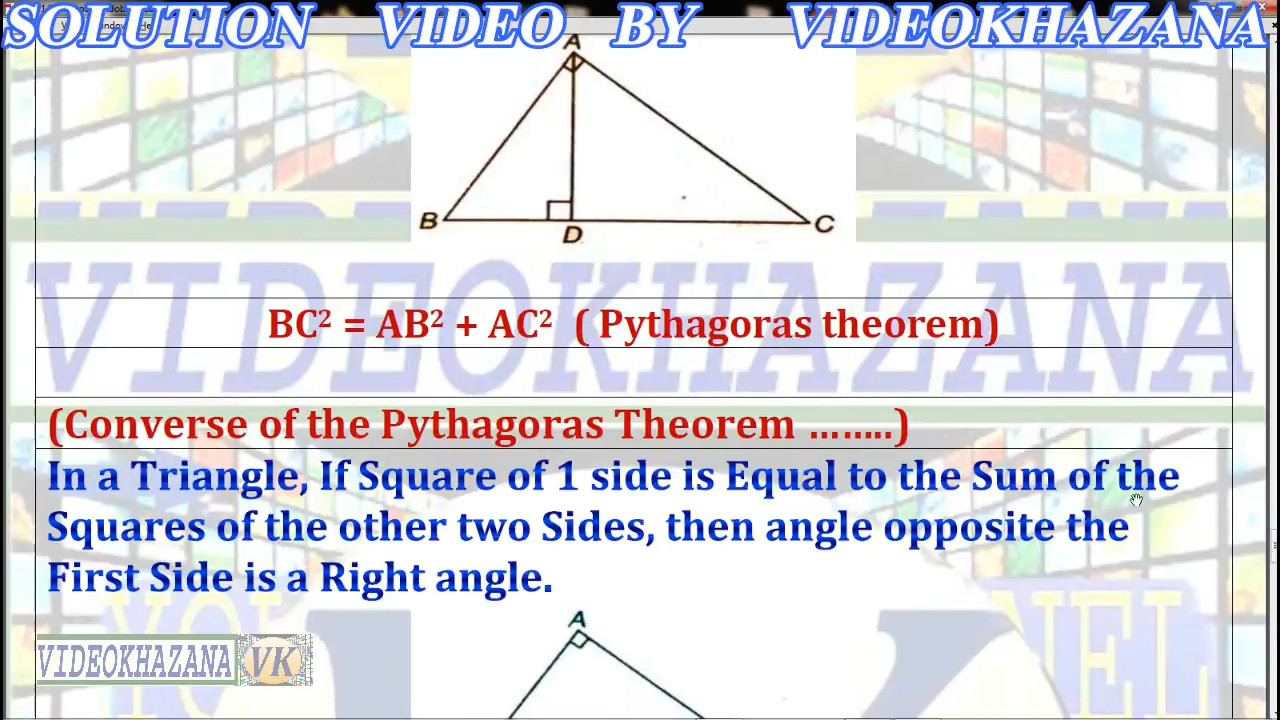 SOLUTION VIDEO BY VIDEOKHAZANA
A
B
D
C
VIDEOKHAZANA
BC² = AB² + AC² ( Pythagoras theorem)
(Converse of the Pythagoras Theorem ........)
In a Triangle, If Square of 1 side is Equal to the Sum of the
Squares of the other two Sides, then angle opposite the
First Side is a Right angle.
A
VIDEOKHAZANA VK